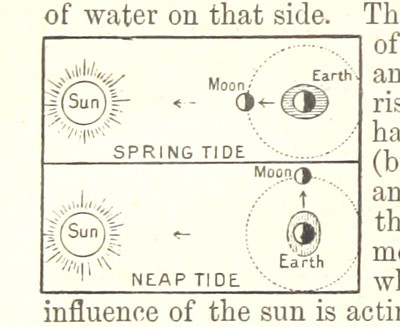 of water on that side. Th
of
an
Moon
Earth
ris
Sun
ha
SPRING TIDE
(b
Moon
an
th
Sun
me
Earth
wh
NEAP TIDE
influence of the sun is actin